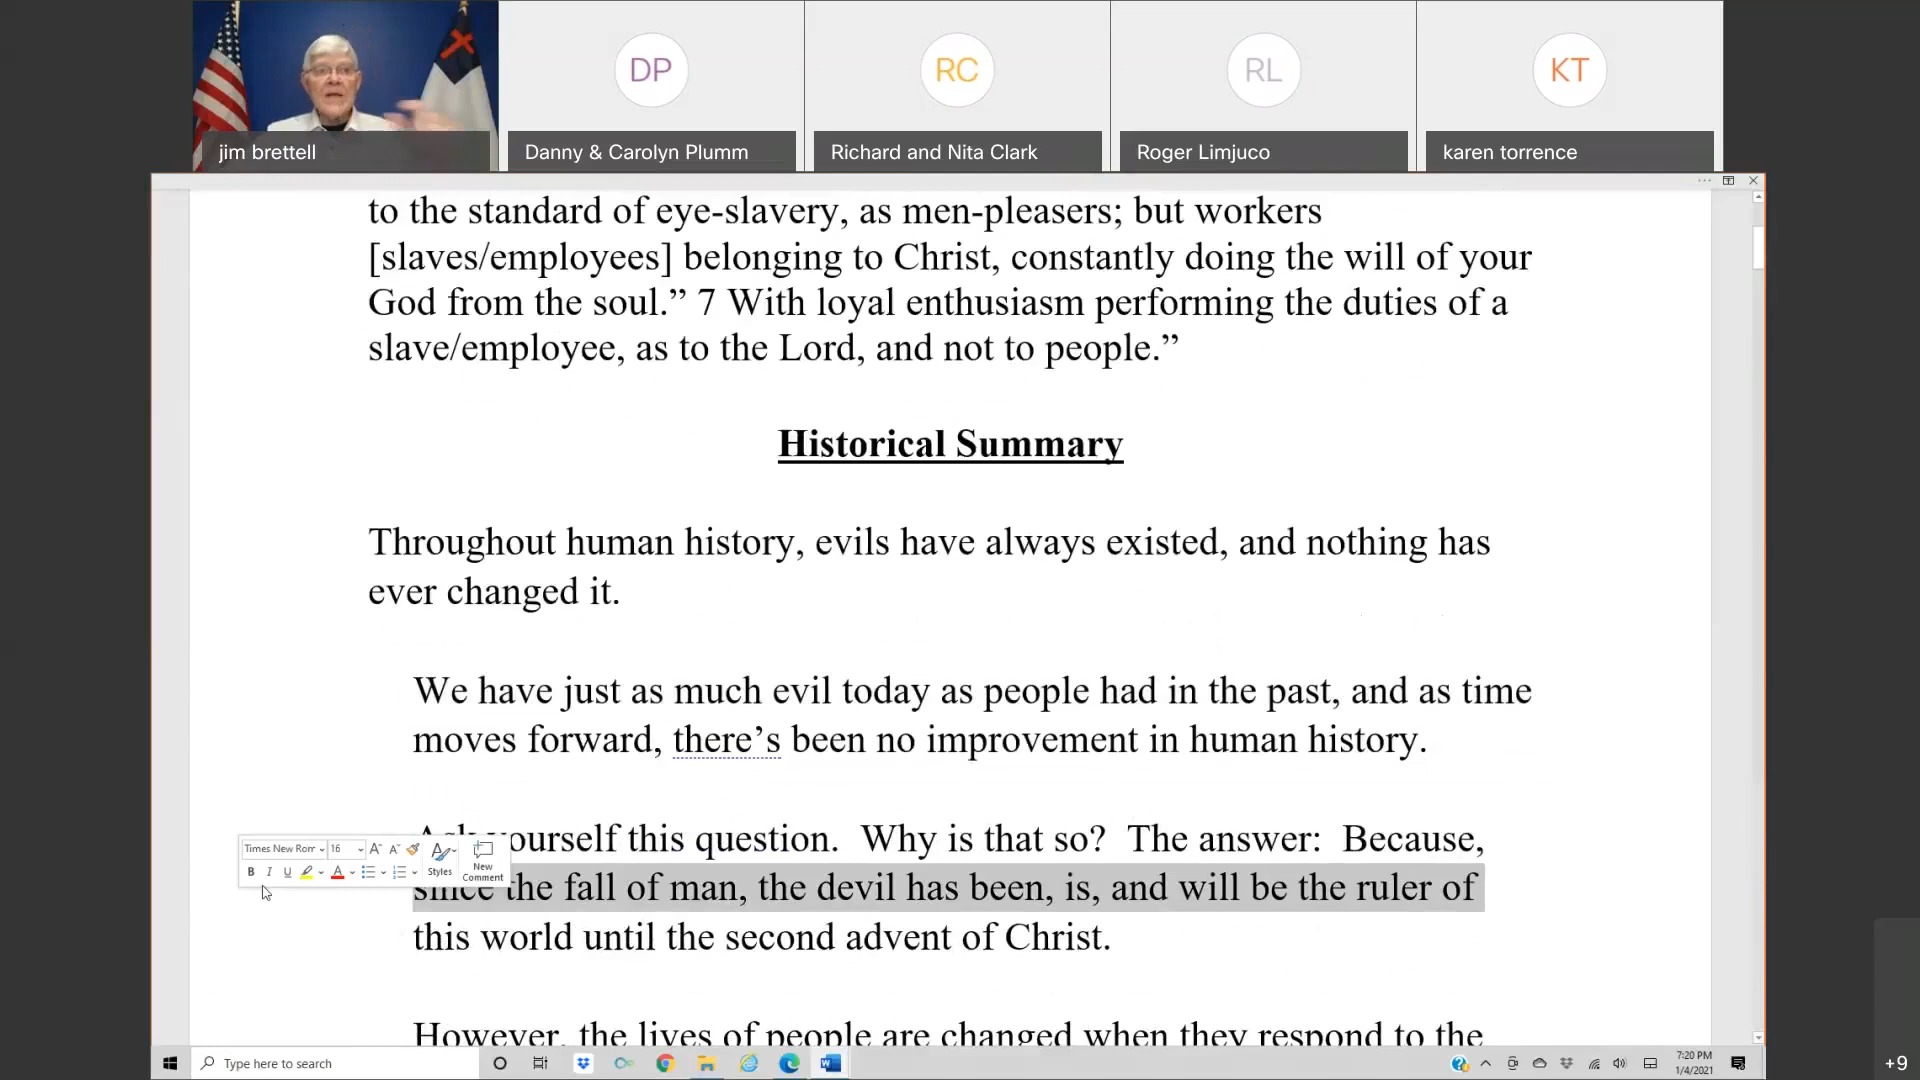 DP
RC
RL
KT
jim brettell
Danny & Carolyn Plumm
Richard and Nita Clark
Roger Limjuco
karen torrence
to the standard of eye-slavery, as men-pleasers; but workers
[slaves/employees] belonging to Christ, constantly doing the will of your
God from the soul.” 7 With loyal enthusiasm performing the duties of a
slave/employee, as to the Lord, and not to people.”
Historical Summary
Throughout human history, evils have always existed, and nothing has
ever changed it.
We have just as much evil today as people had in the past, and as time
moves forward, there’s been no improvement in human history.
Ask yourself this question. Why is that so? The answer: Because,
since the fall of man, the devil has been, is, and will be the ruler of
this world until the second advent of Christ.
However, the lives of people are changed when they respond to the
Times New Ror
16
B I U
Styles
New
Comment
Type here to search
7:20 PM
1/4/2021
+9